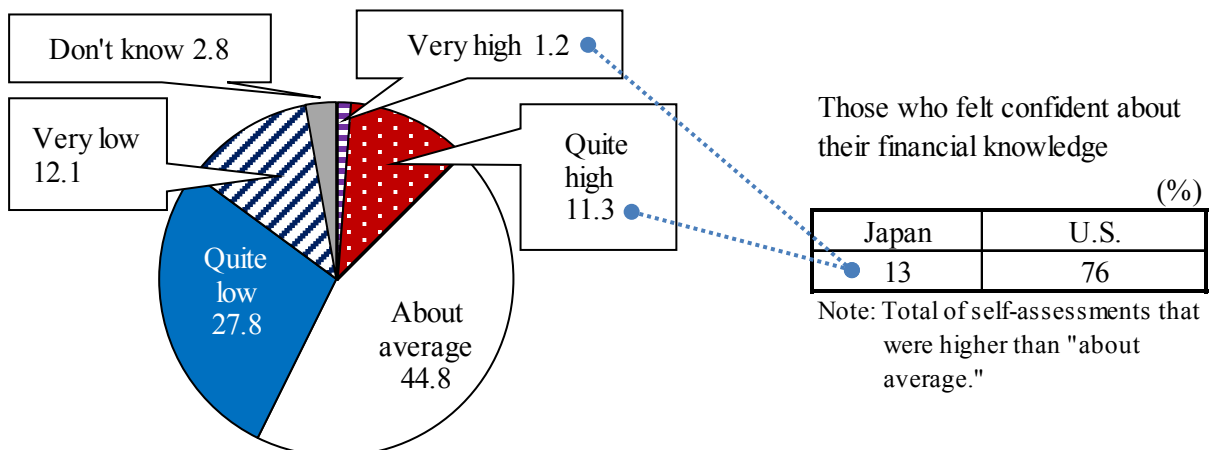 Don't know 2.8
Very high 1.2
Very low
12.1
Quite
high
11.3
Quite
low
27.8
About
average
44.8
Those who felt confident about
their financial knowledge
(%)
Japan U.S.
13 76
Note: Total of self-assessments that
were higher than "about
average."